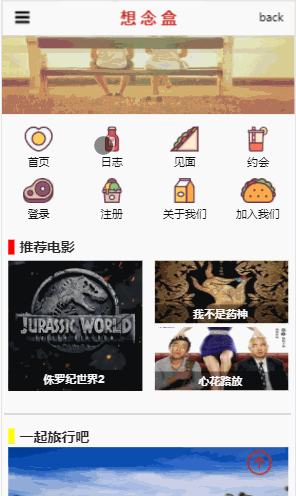 想念盒 back
首页 日志 见面 约会
登录 注册 关于我们 加入我们
推荐电影
JURASSIC WORLD
侏罗纪世界2
我不是药神
心花路放
一起旅行吧